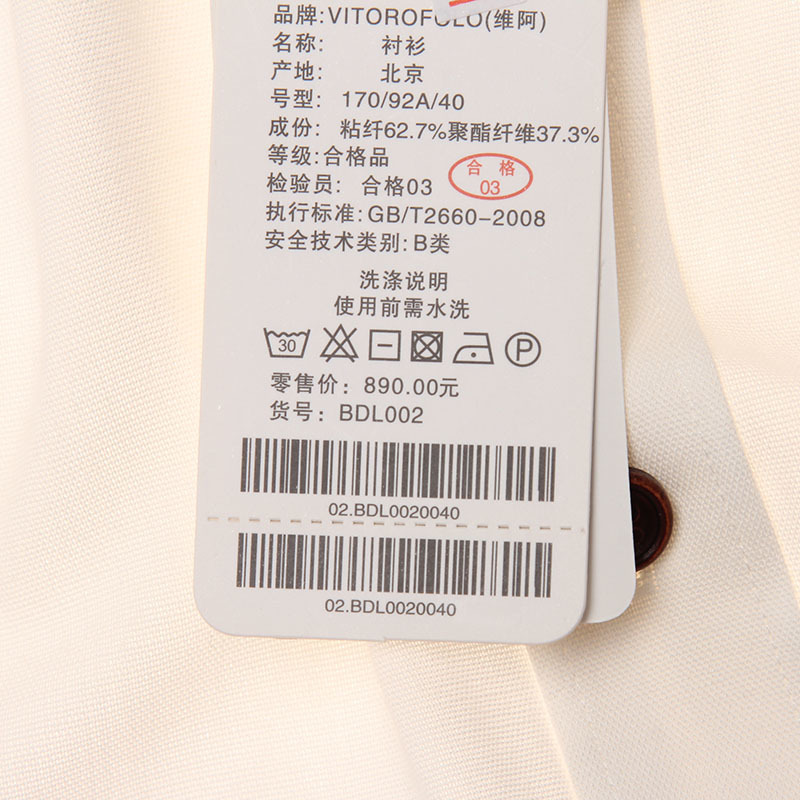 品牌:VITOROFOLO(维阿)
名称: 衬衫
产地: 北京
号型: 170/92A/40
成份: 粘纤62.7%聚酯纤维37.3%
等级:合格品
合格
03
检验员: 合格03
执行标准:GB/T2660-2008
安全技术类别:B类
洗涤说明
使用前需水洗
30
P
零售价: 890.00元
货号: BDL002
02.BDL0020040
02.BDL0020040